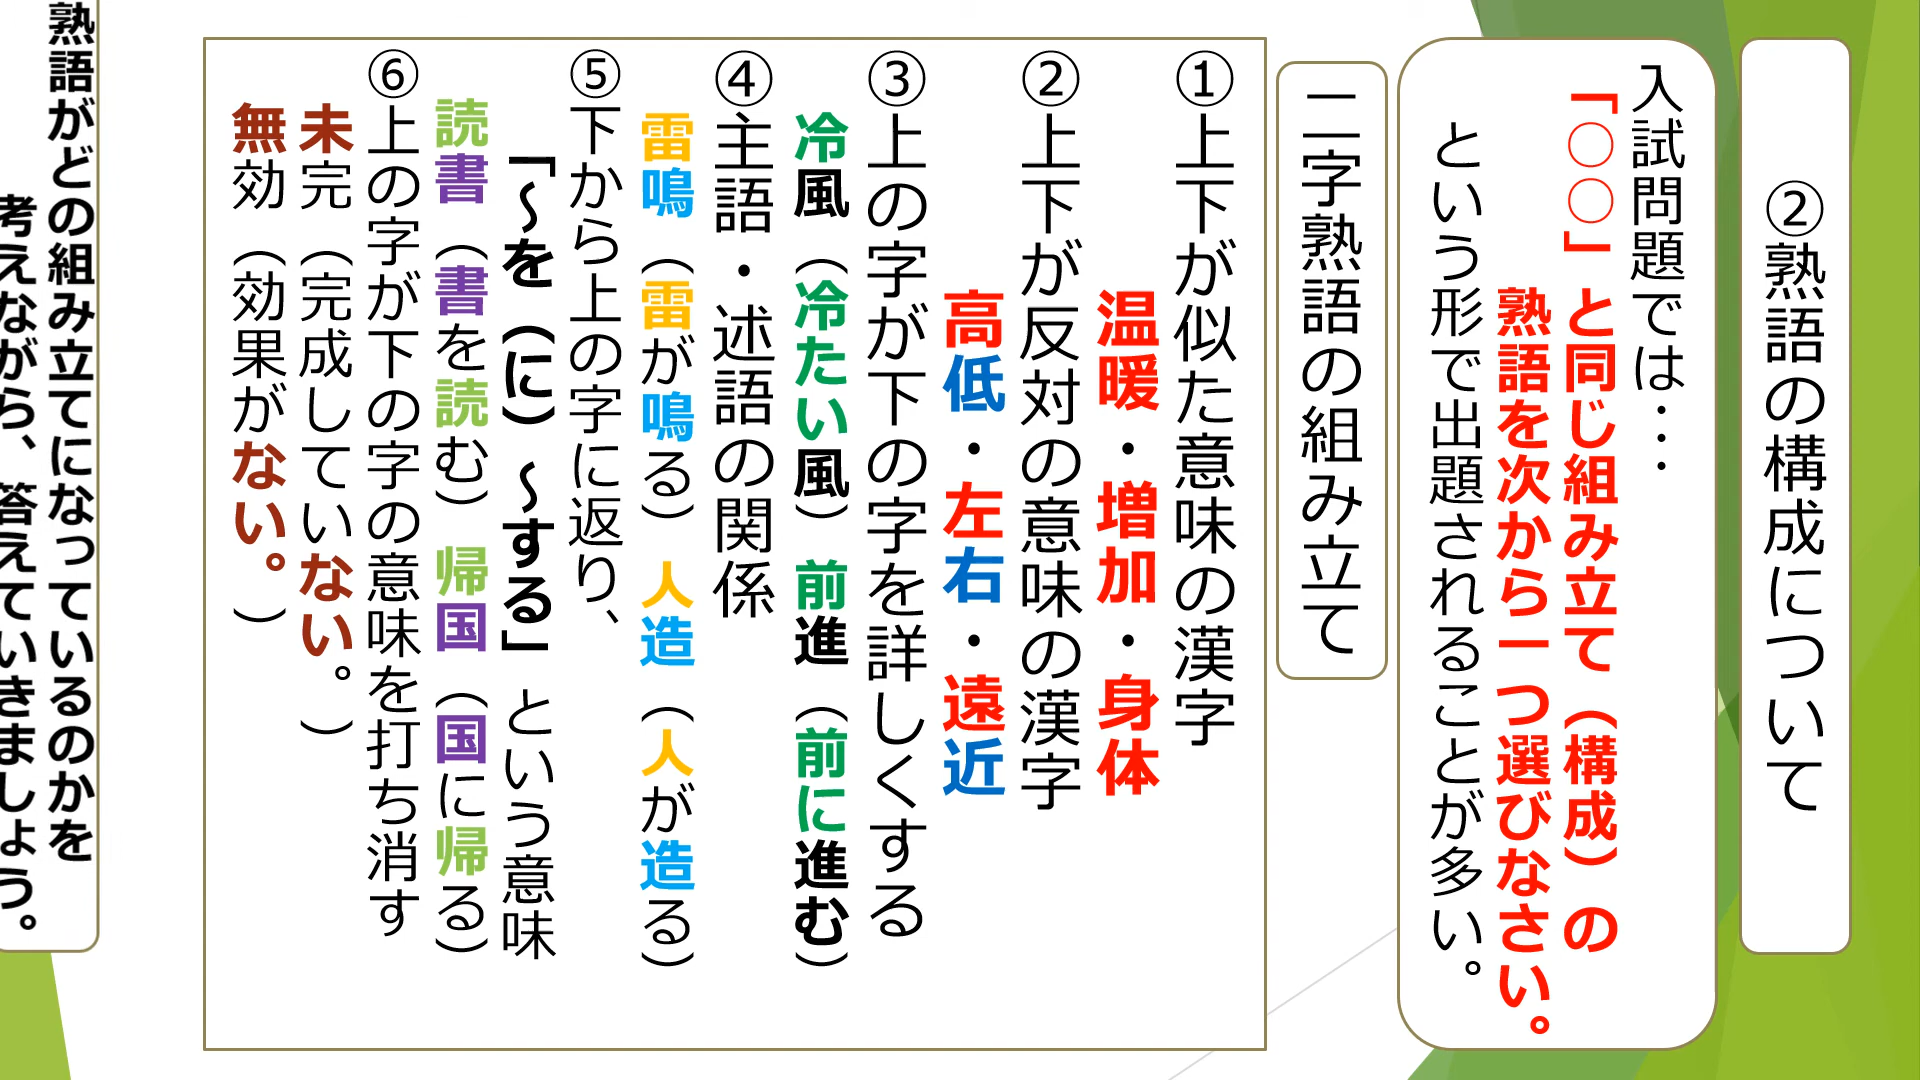 ②熟語の構成について
入試問題では…
「○○」と同じ組み立て（構成）の
熟語を次から一つ選びなさい。
という形で出題されることが多い。
二字熟語の組み立て
①上下が似た意味の漢字
温暖・増加・身体
②上下が反対の意味の漢字
高低・左右・遠近
③上の字が下の字を詳しくする
冷風（冷たい風）　前進（前に進む）
④主語・述語の関係
雷鳴（雷が鳴る）　人造（人が造る）
⑤下から上の字に返り、
「～を（に）～する」という意味
読書（書を読む）　帰国（国に帰る）
⑥上の字が下の字の意味を打ち消す
未完（完成していない。）
無効（効果がない。）
熟語がどの組み立てになっているのかを
考えながら、答えていきましょう。